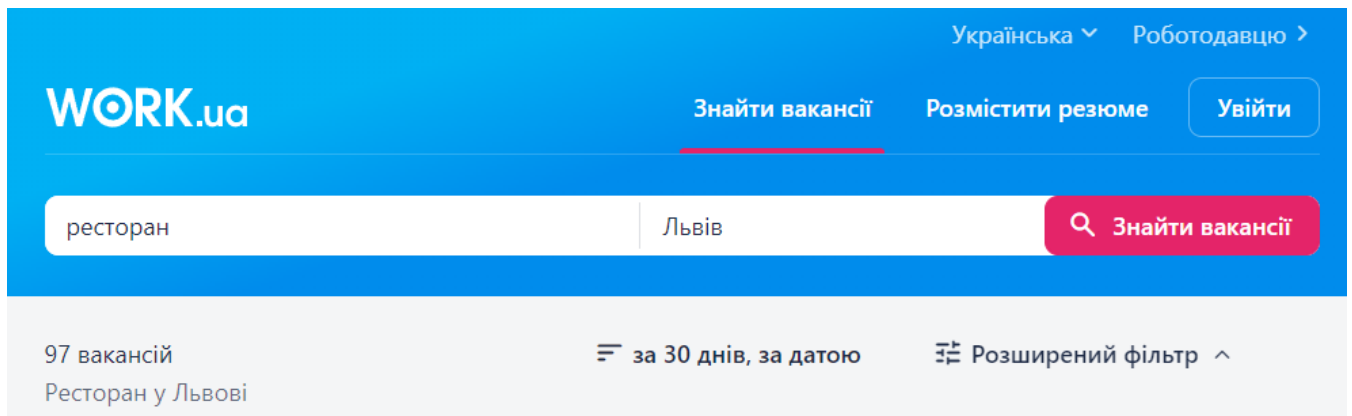 Українська Роботодавцю
WORK.ua Знайти вакансії Розмістити резюме Увійти
ресторан Львів Знайти вакансії
97 вакансій за 30 днів, за датою Розширений фільтр
Ресторан у Львові